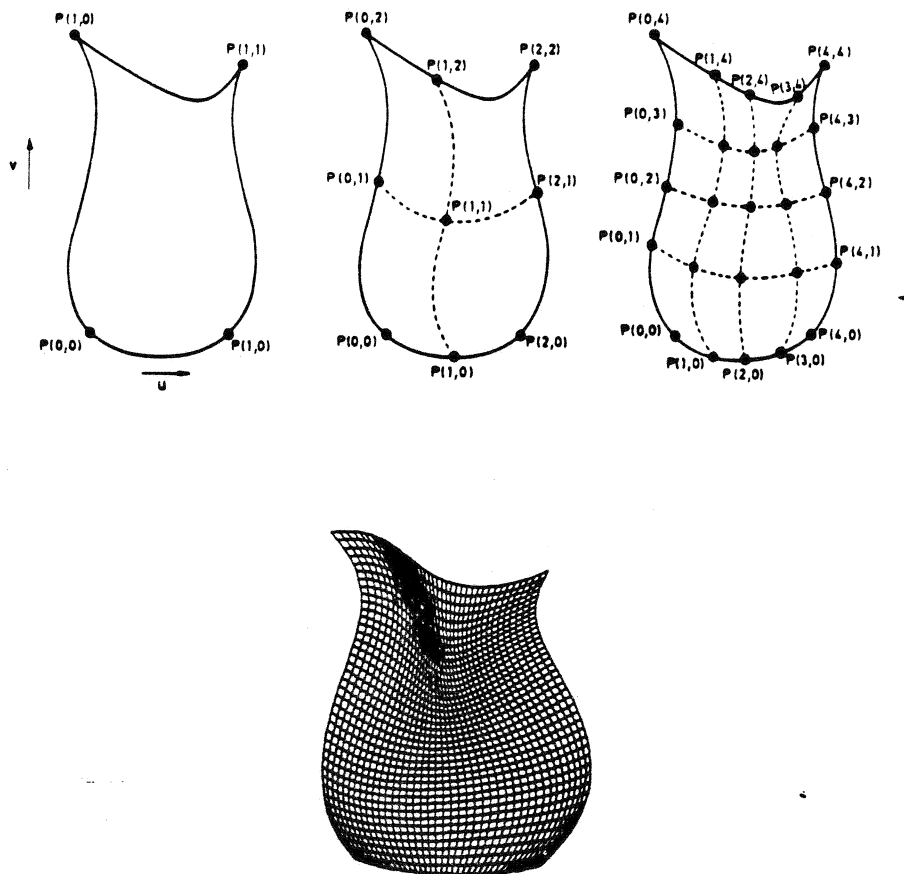 P(1,0)
P(1,1)
v
P(0,0)
P(1,0)
u
P(0,2)
P(1,2)
P(2,2)
P(0,1)
P(1,1)
P(2,1)
P(0,0)
P(2,0)
P(1,0)
P(0,4)
P(1,4)
P(2,4)
P(3,4)
P(4,4)
P(0,3)
P(4,3)
P(0,2)
P(4,2)
P(0,1)
P(4,1)
P(0,0)
P(4,0)
P(1,0)
P(2,0)
P(3,0)